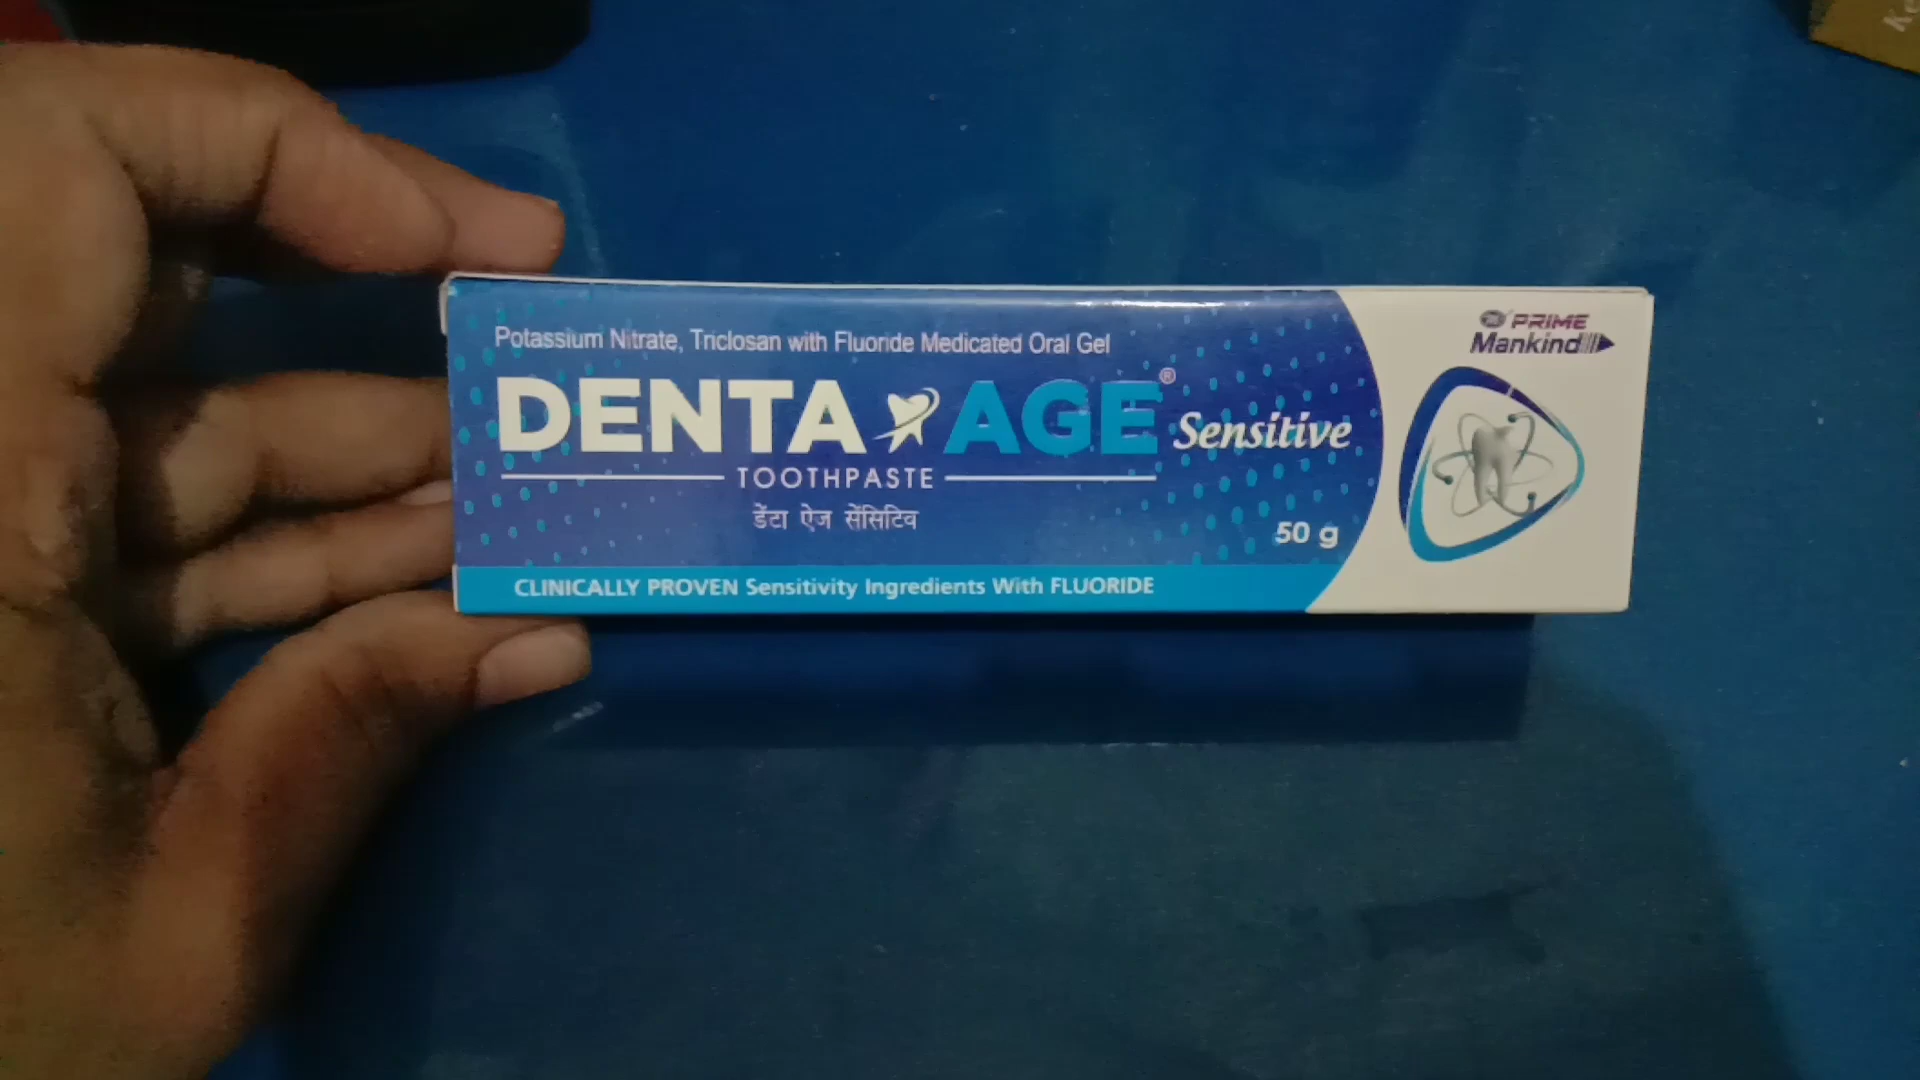 PRIME
Mankind
Potassium Nitrate, Triclosan with Fluoride Medicated Oral Gel
DENTA AGE® Sensitive
TOOTHPASTE
डेंटा ऐज सेंसिटिव
50 g
CLINICALLY PROVEN Sensitivity Ingredients With FLUORIDE